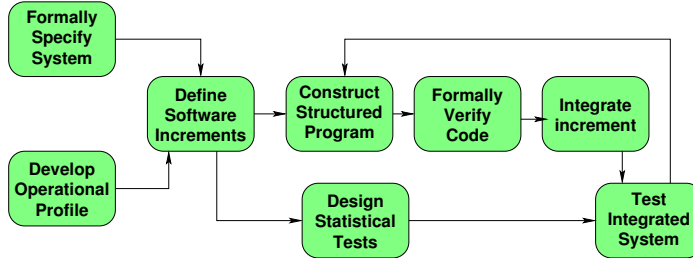 Formally
Specify
System
Define
Software
Increments
Construct
Structured
Program
Formally
Verify
Code
Integrate
increment
Develop
Operational
Profile
Design
Statistical
Tests
Test
Integrated
System